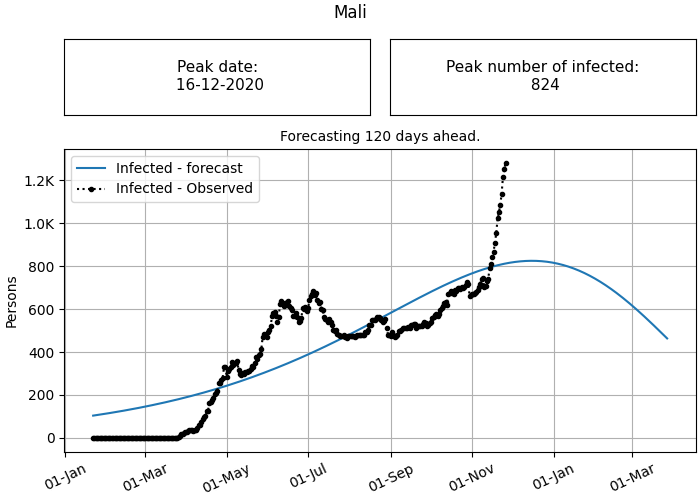 Mali
Peak date:
16-12-2020
Peak number of infected:
824
Forecasting 120 days ahead.
Infected - forecast
Infected - Observed
Persons
1.2K
1.0K
800
600
400
200
0
01-Jan
01-Mar
01-May
01-Jul
01-Sep
01-Nov
01-Jan
01-Mar